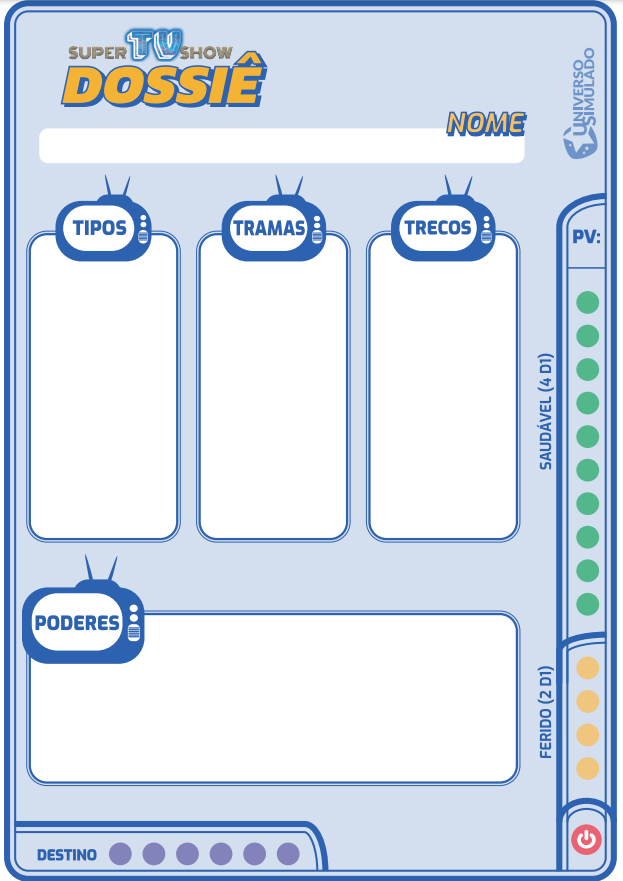 SUPER TV SHOW
DOSSIÊ
UNIVERSO
SIMULADO
NOME
TIPOS
TRAMAS
TRECOS
PV:
SAUDÁVEL (4 D1)
PODERES
FERIDO (2 D1)
DESTINO